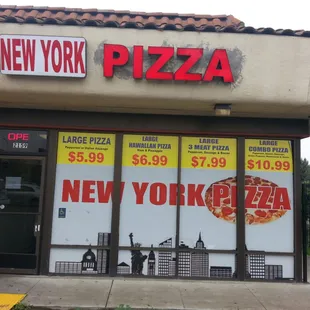 NEW YORK PIZZA
OPE
LARGE PIZZA
$5.99
LARGE
HAWAIIAN PIZZA
$6.99
LARGE
3 MEAT PIZZA
$7.99
LARGE
COMBO PIZZA
$10.99
NEW YORK PIZZA